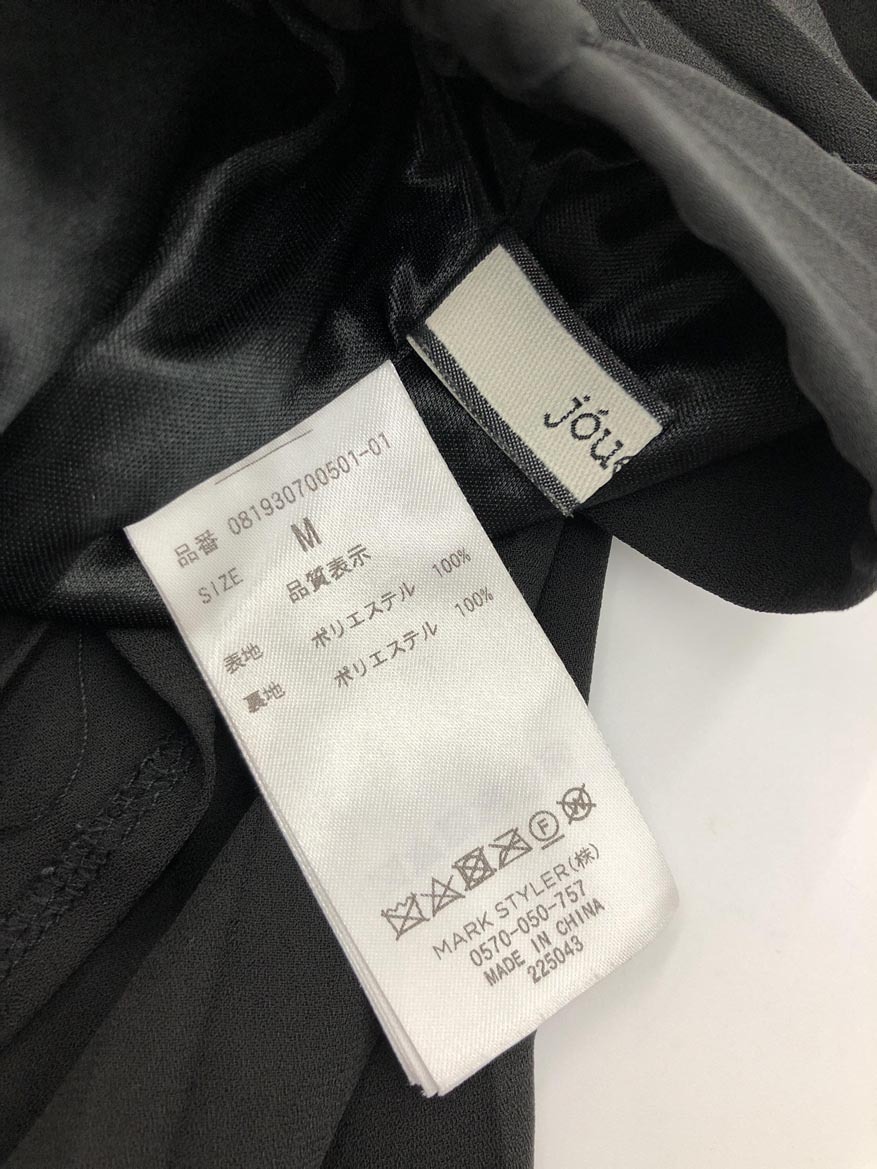 jóu
品番 081930700501-01
SIZE M
品質表示
表地 ポリエステル 100%
裏地 ポリエステル 100%
MARK STYLER(株)
0570-050-757
MADE IN CHINA
225043